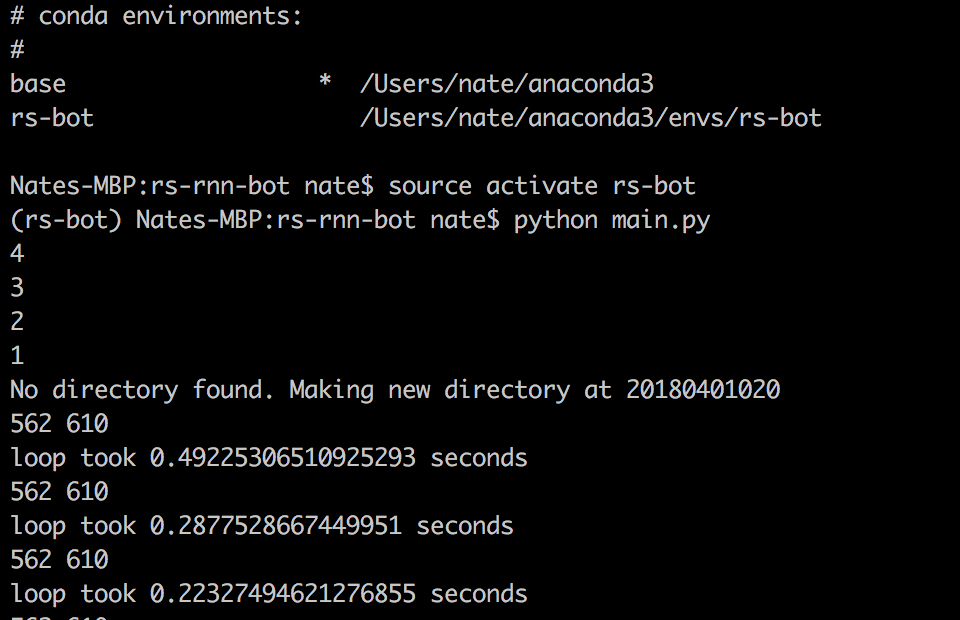 # conda environments:
#
base                  *  /Users/nate/anaconda3
rs-bot                   /Users/nate/anaconda3/envs/rs-bot
Nates-MBP:rs-rnn-bot nate$ source activate rs-bot
(rs-bot) Nates-MBP:rs-rnn-bot nate$ python main.py
4
3
2
1
No directory found. Making new directory at 20180401020
562 610
loop took 0.49225306510925293 seconds
562 610
loop took 0.2877528667449951 seconds
562 610
loop took 0.22327494621276855 seconds
562 610